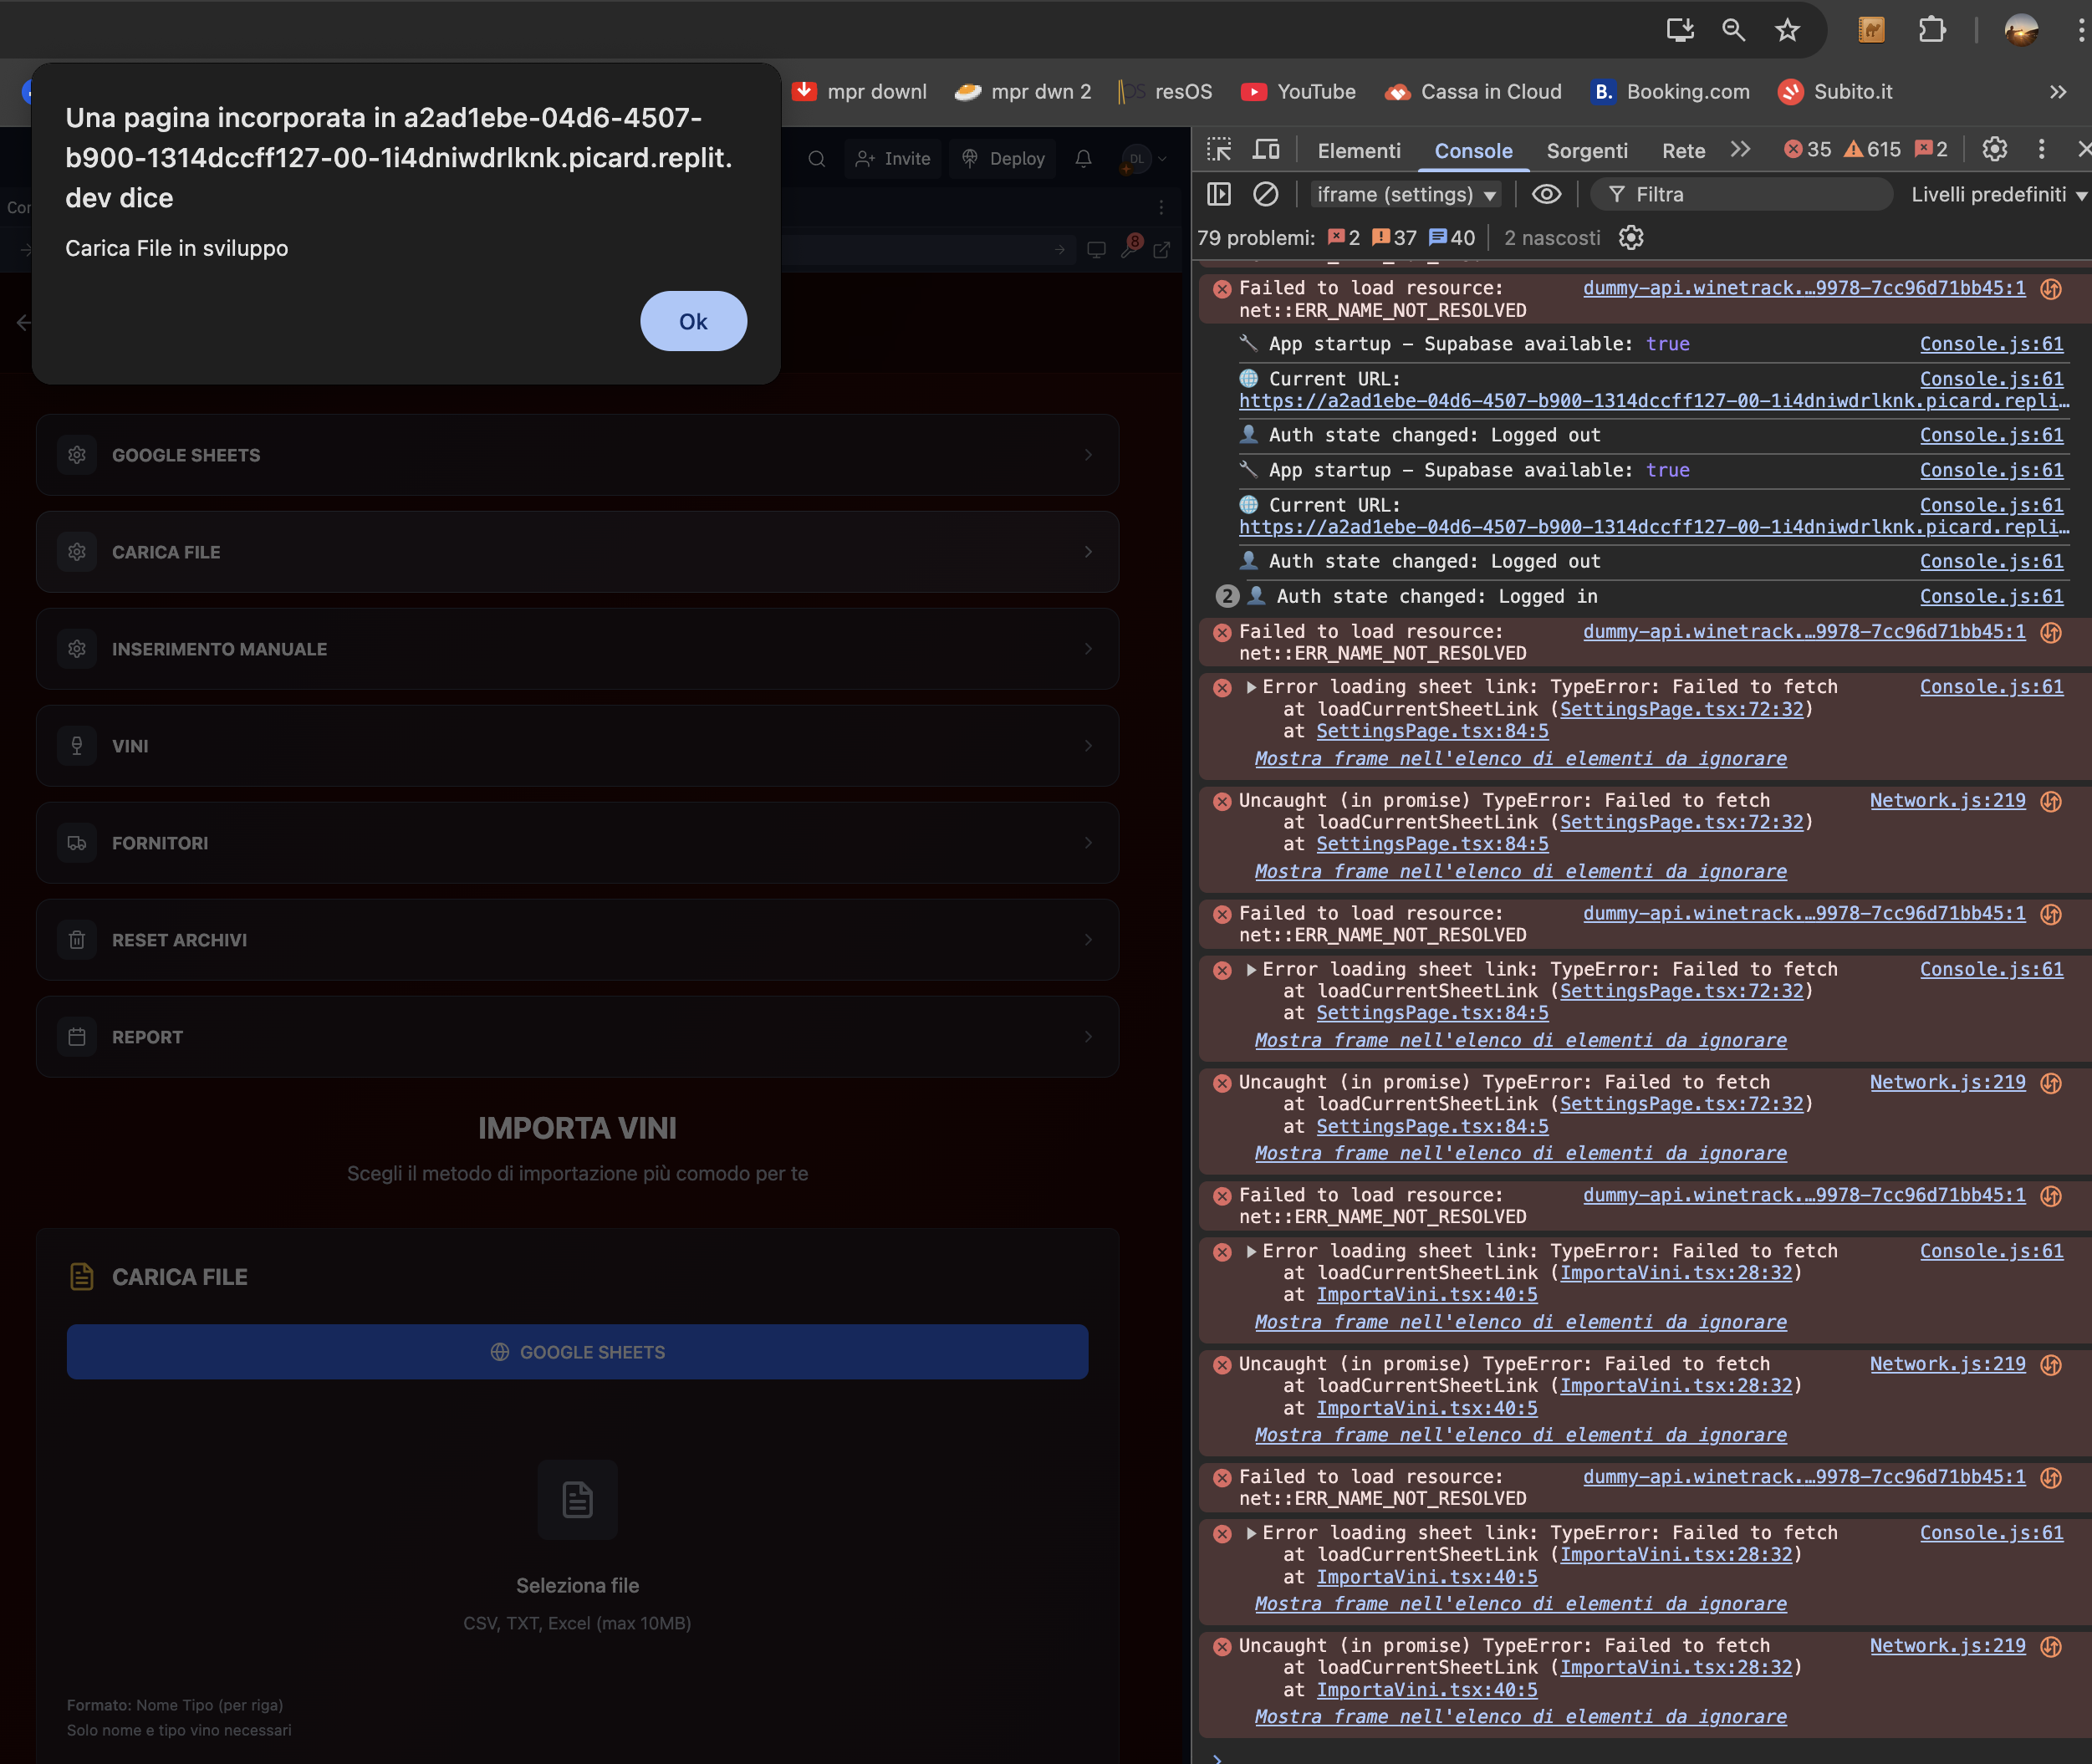 mpr downl
mpr dwn 2
resOS
YouTube
Cassa in Cloud
B.
Booking.com
Subito.it
Una pagina incorporata in a2ad1ebe-04d6-4507-
b900-1314dccff127-00-1i4dniwdrlknk.picard.replit.
dev dice
Carica File in sviluppo
Ok
Invite
Deploy
DL
8
GOOGLE SHEETS
CARICA FILE
INSERIMENTO MANUALE
VINI
FORNITORI
RESET ARCHIVI
REPORT
IMPORTA VINI
Scegli il metodo di importazione più comodo per te
CARICA FILE
GOOGLE SHEETS
Seleziona file
CSV, TXT, Excel (max 10MB)
Formato: Nome Tipo (per riga)
Solo nome e tipo vino necessari
Elementi Console Sorgenti Rete 35 615 2
iframe (settings) Filtra Livelli predefiniti
79 problemi: 2 37 40 2 nascosti
Failed to load resource: dummy-api.winetrack.…9978-7cc96d71bb45:1
net::ERR_NAME_NOT_RESOLVED
App startup – Supabase available: true Console.js:61
Current URL: Console.js:61
https://a2ad1ebe-04d6-4507-b900-1314dccff127-00-1i4dniwdrlknk.picard.repli…
Auth state changed: Logged out Console.js:61
App startup – Supabase available: true Console.js:61
Current URL: Console.js:61
https://a2ad1ebe-04d6-4507-b900-1314dccff127-00-1i4dniwdrlknk.picard.repli…
Auth state changed: Logged out Console.js:61
2 Auth state changed: Logged in Console.js:61
Failed to load resource: dummy-api.winetrack.…9978-7cc96d71bb45:1
net::ERR_NAME_NOT_RESOLVED
Error loading sheet link: TypeError: Failed to fetch Console.js:61
at loadCurrentSheetLink (SettingsPage.tsx:72:32)
at SettingsPage.tsx:84:5
Mostra frame nell'elenco di elementi da ignorare
Uncaught (in promise) TypeError: Failed to fetch Network.js:219
at loadCurrentSheetLink (SettingsPage.tsx:72:32)
at SettingsPage.tsx:84:5
Mostra frame nell'elenco di elementi da ignorare
Failed to load resource: dummy-api.winetrack.…9978-7cc96d71bb45:1
net::ERR_NAME_NOT_RESOLVED
Error loading sheet link: TypeError: Failed to fetch Console.js:61
at loadCurrentSheetLink (SettingsPage.tsx:72:32)
at SettingsPage.tsx:84:5
Mostra frame nell'elenco di elementi da ignorare
Uncaught (in promise) TypeError: Failed to fetch Network.js:219
at loadCurrentSheetLink (SettingsPage.tsx:72:32)
at SettingsPage.tsx:84:5
Mostra frame nell'elenco di elementi da ignorare
Failed to load resource: dummy-api.winetrack.…9978-7cc96d71bb45:1
net::ERR_NAME_NOT_RESOLVED
Error loading sheet link: TypeError: Failed to fetch Console.js:61
at loadCurrentSheetLink (ImportaVini.tsx:28:32)
at ImportaVini.tsx:40:5
Mostra frame nell'elenco di elementi da ignorare
Uncaught (in promise) TypeError: Failed to fetch Network.js:219
at loadCurrentSheetLink (ImportaVini.tsx:28:32)
at ImportaVini.tsx:40:5
Mostra frame nell'elenco di elementi da ignorare
Failed to load resource: dummy-api.winetrack.…9978-7cc96d71bb45:1
net::ERR_NAME_NOT_RESOLVED
Error loading sheet link: TypeError: Failed to fetch Console.js:61
at loadCurrentSheetLink (ImportaVini.tsx:28:32)
at ImportaVini.tsx:40:5
Mostra frame nell'elenco di elementi da ignorare
Uncaught (in promise) TypeError: Failed to fetch Network.js:219
at loadCurrentSheetLink (ImportaVini.tsx:28:32)
at ImportaVini.tsx:40:5
Mostra frame nell'elenco di elementi da ignorare